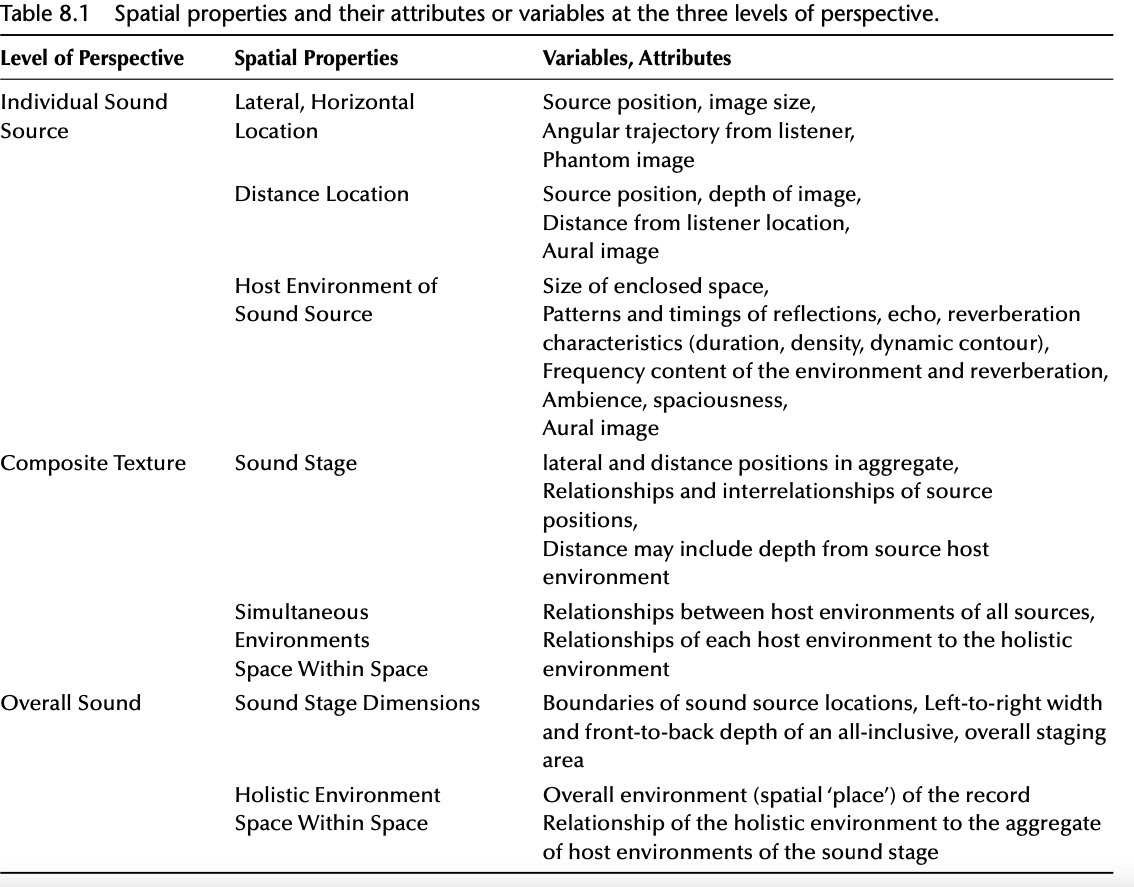 Table 8.1 Spatial properties and their attributes or variables at the three levels of perspective.
Level of Perspective Spatial Properties Variables, Attributes
Individual Sound Lateral, Horizontal Source position, image size,
Source Location Angular trajectory from listener,
Phantom image
Distance Location Source position, depth of image,
Distance from listener location,
Aural image
Host Environment of Size of enclosed space,
Sound Source Patterns and timings of reflections, echo, reverberation
characteristics (duration, density, dynamic contour),
Frequency content of the environment and reverberation,
Ambience, spaciousness,
Aural image
Composite Texture Sound Stage lateral and distance positions in aggregate,
Relationships and interrelationships of source
positions,
Distance may include depth from source host
environment
Simultaneous Relationships between host environments of all sources,
Environments Relationships of each host environment to the holistic
Space Within Space environment
Overall Sound Sound Stage Dimensions Boundaries of sound source locations, Left-to-right width
and front-to-back depth of an all-inclusive, overall staging
area
Holistic Environment Overall environment (spatial ‘place’) of the record
Space Within Space Relationship of the holistic environment to the aggregate
of host environments of the sound stage